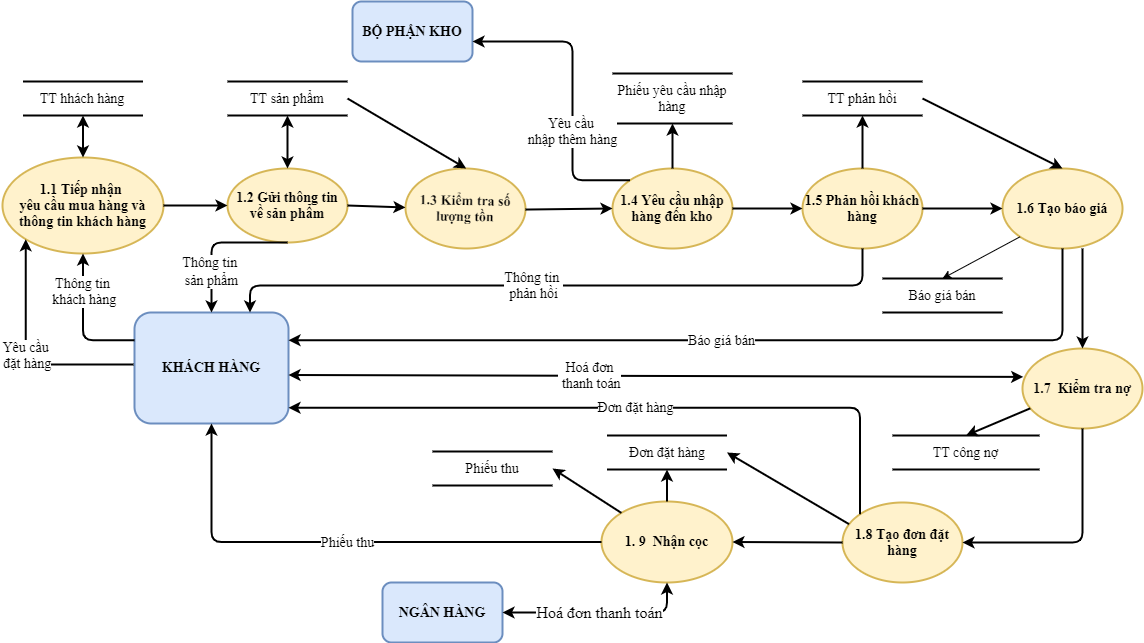 BỘ PHẬN KHO
TT hhách hàng
TT sản phẩm
Phiếu yêu cầu nhập
hàng
TT phản hồi
Yêu cầu
nhập thêm hàng
1.1 Tiếp nhận
yêu cầu mua hàng và
thông tin khách hàng
1.2 Gửi thông tin
về sản phẩm
1.3 Kiểm tra số
lượng tồn
1.4 Yêu cầu nhập
hàng đến kho
1.5 Phản hồi khách
hàng
1.6 Tạo báo giá
Thông tin
sản phẩm
Thông tin
khách hàng
Thông tin
phản hồi
Báo giá bán
Yêu cầu
đặt hàng
KHÁCH HÀNG
Báo giá bán
Hoá đơn
thanh toán
1.7 Kiểm tra nợ
Đơn đặt hàng
TT công nợ
Đơn đặt hàng
Phiếu thu
Phiếu thu
1. 9 Nhận cọc
1.8 Tạo đơn đặt
hàng
NGÂN HÀNG
Hoá đơn thanh toán